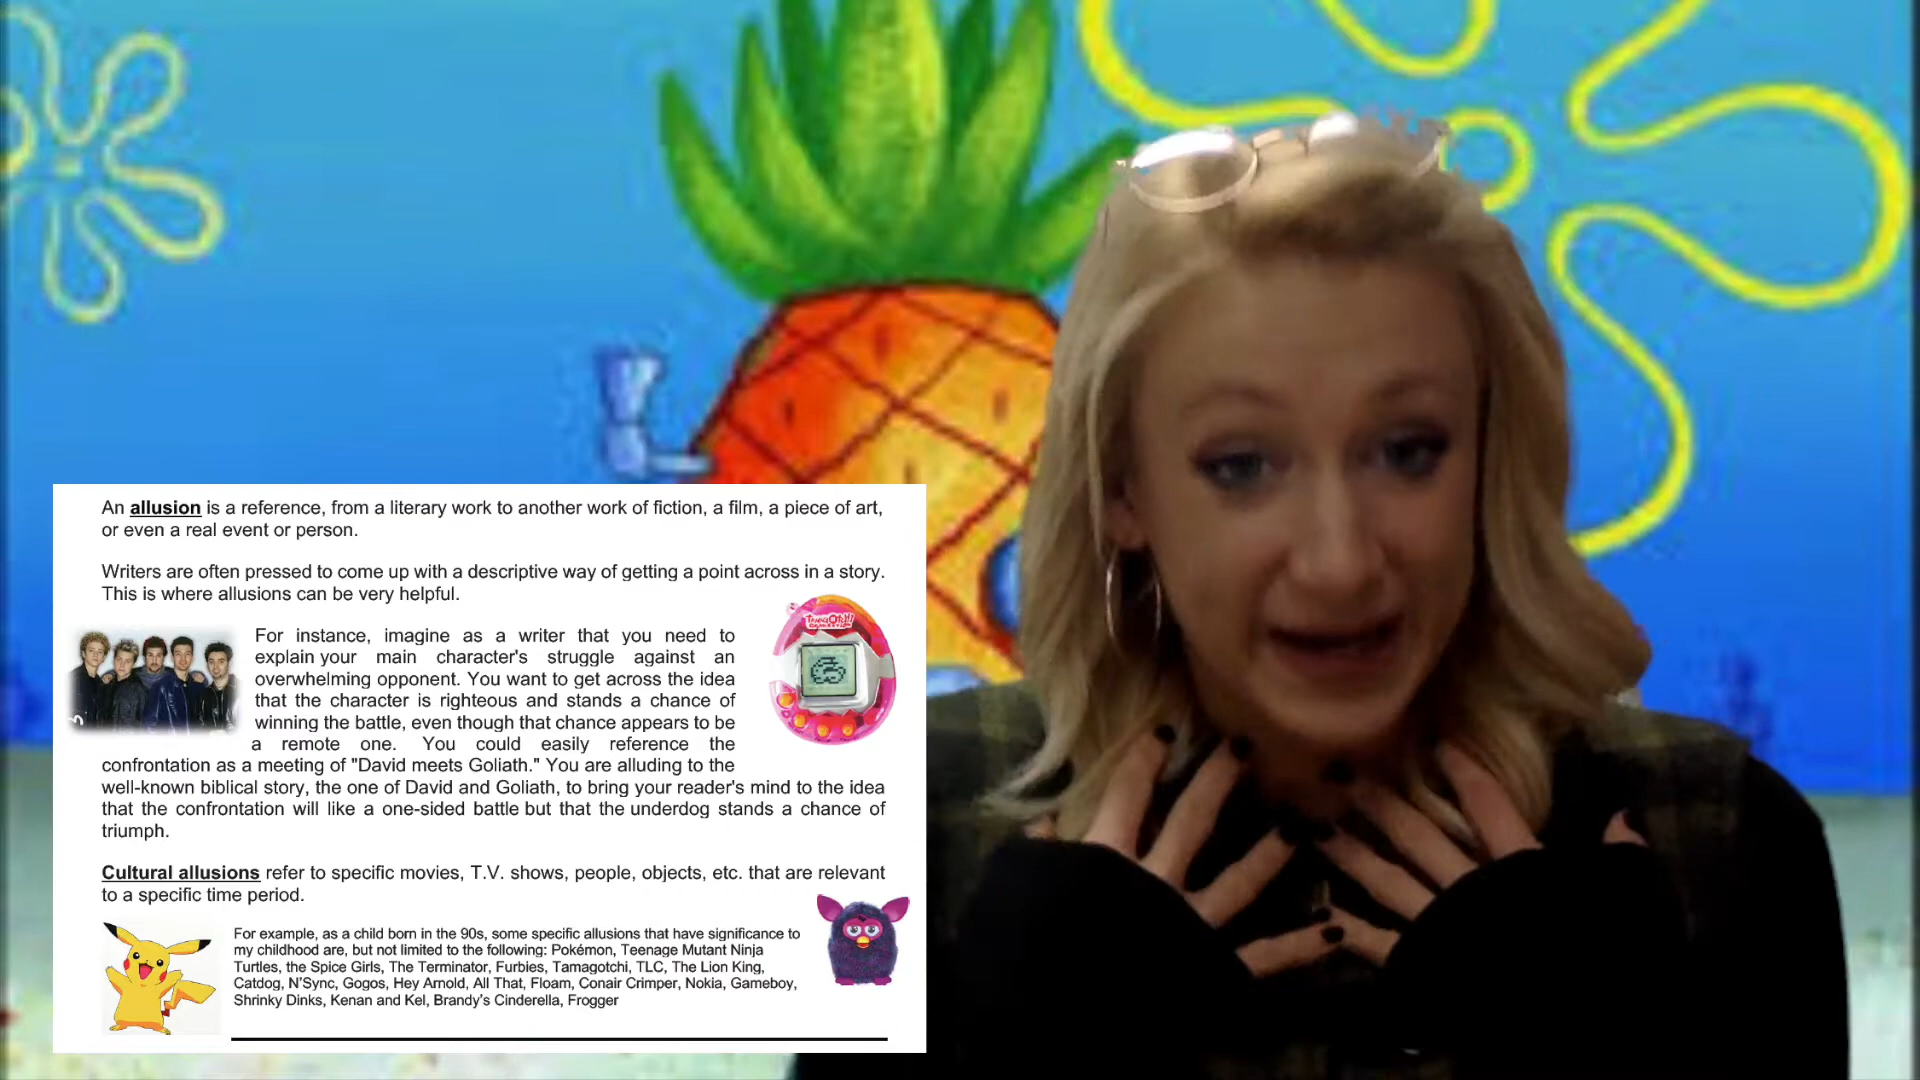 An allusion is a reference, from a literary work to another work of fiction, a film, a piece of art,
or even a real event or person.
Writers are often pressed to come up with a descriptive way of getting a point across in a story.
This is where allusions can be very helpful.
For instance, imagine as a writer that you need to
explain your main character's struggle against an
overwhelming opponent. You want to get across the idea
that the character is righteous and stands a chance of
winning the battle, even though that chance appears to be
a remote one. You could easily reference the
confrontation as a meeting of "David meets Goliath." You are alluding to the
well-known biblical story, the one of David and Goliath, to bring your reader's mind to the idea
that the confrontation will like a one-sided battle but that the underdog stands a chance of
triumph.
Cultural allusions refer to specific movies, T.V. shows, people, objects, etc. that are relevant
to a specific time period.
For example, as a child born in the 90s, some specific allusions that have significance to
my childhood are, but not limited to the following: Pokémon, Teenage Mutant Ninja
Turtles, the Spice Girls, The Terminator, Furbies, Tamagotchi, TLC, The Lion King,
Catdog, N'Sync, Gogos, Hey Arnold, All That, Floam, Conair Crimper, Nokia, Gameboy,
Shrinky Dinks, Kenan and Kel, Brandy's Cinderella, Frogger